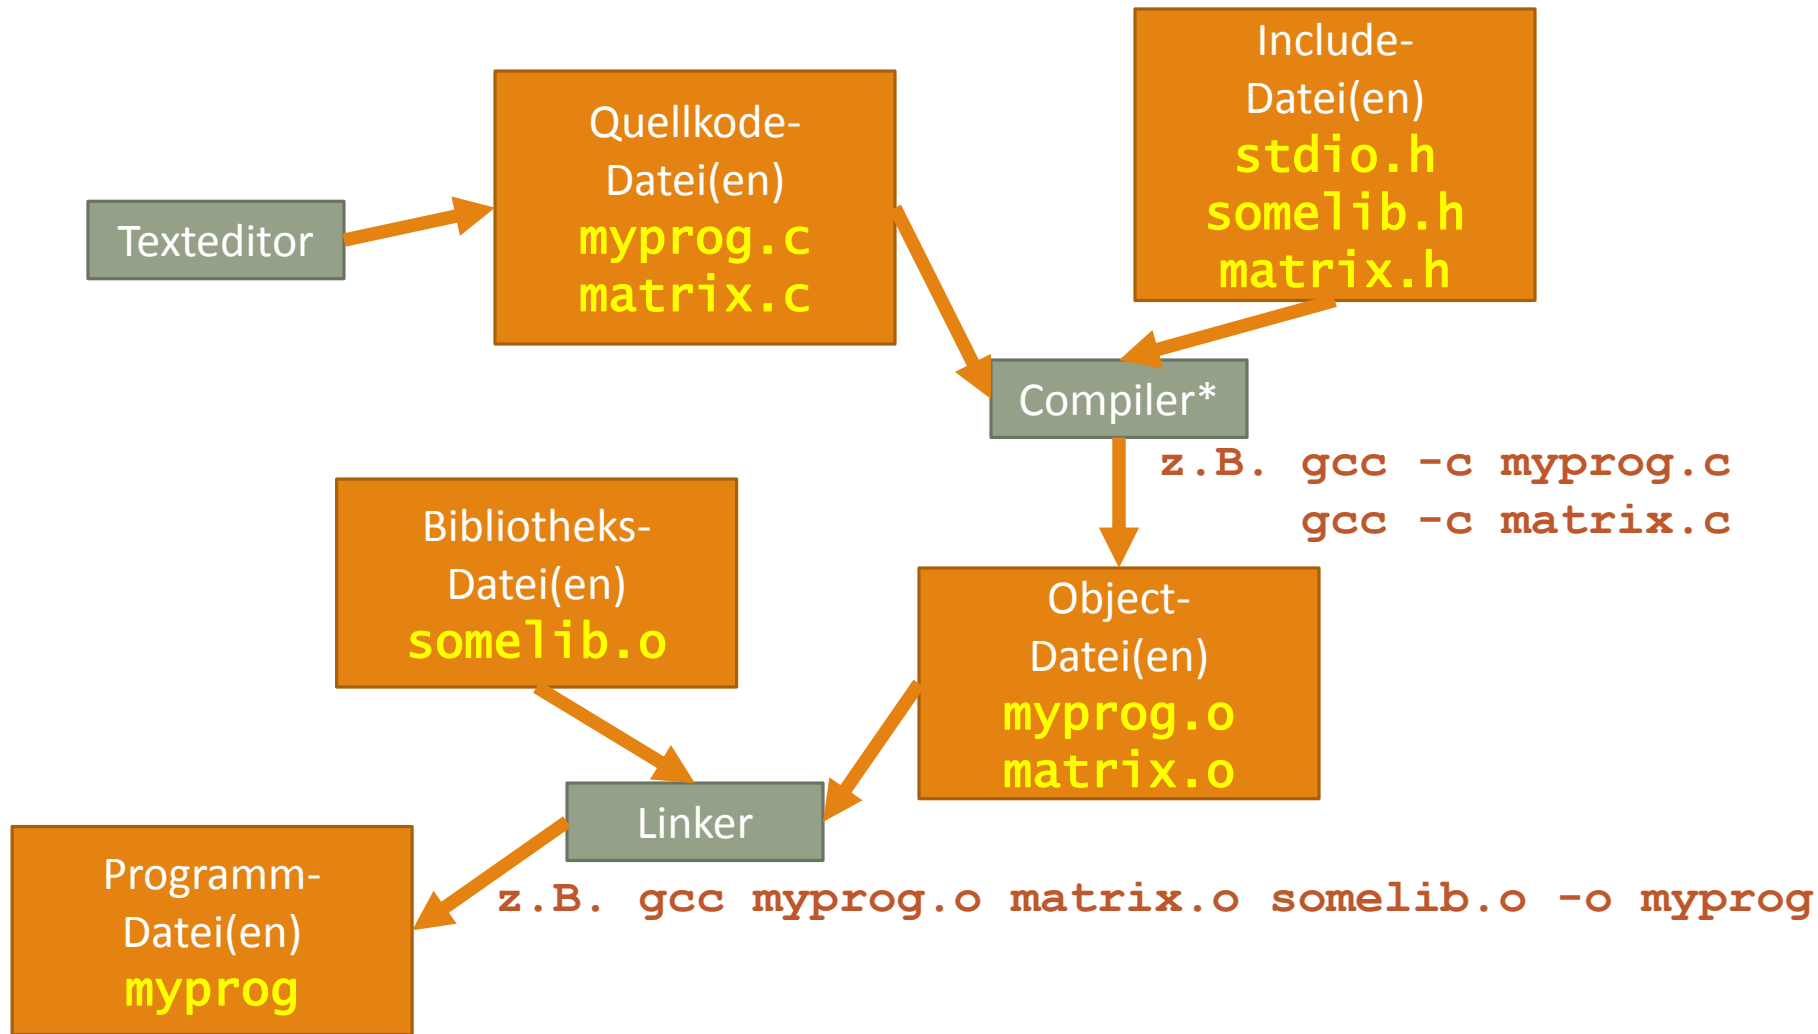 Texteditor
Quellkode-
Datei(en)
myprog.c
matrix.c
Include-
Datei(en)
stdio.h
somelib.h
matrix.h
Compiler*
z.B. gcc -c myprog.c
gcc -c matrix.c
Bibliotheks-
Datei(en)
somelib.o
Object-
Datei(en)
myprog.o
matrix.o
Linker
z.B. gcc myprog.o matrix.o somelib.o -o myprog
Programm-
Datei(en)
myprog